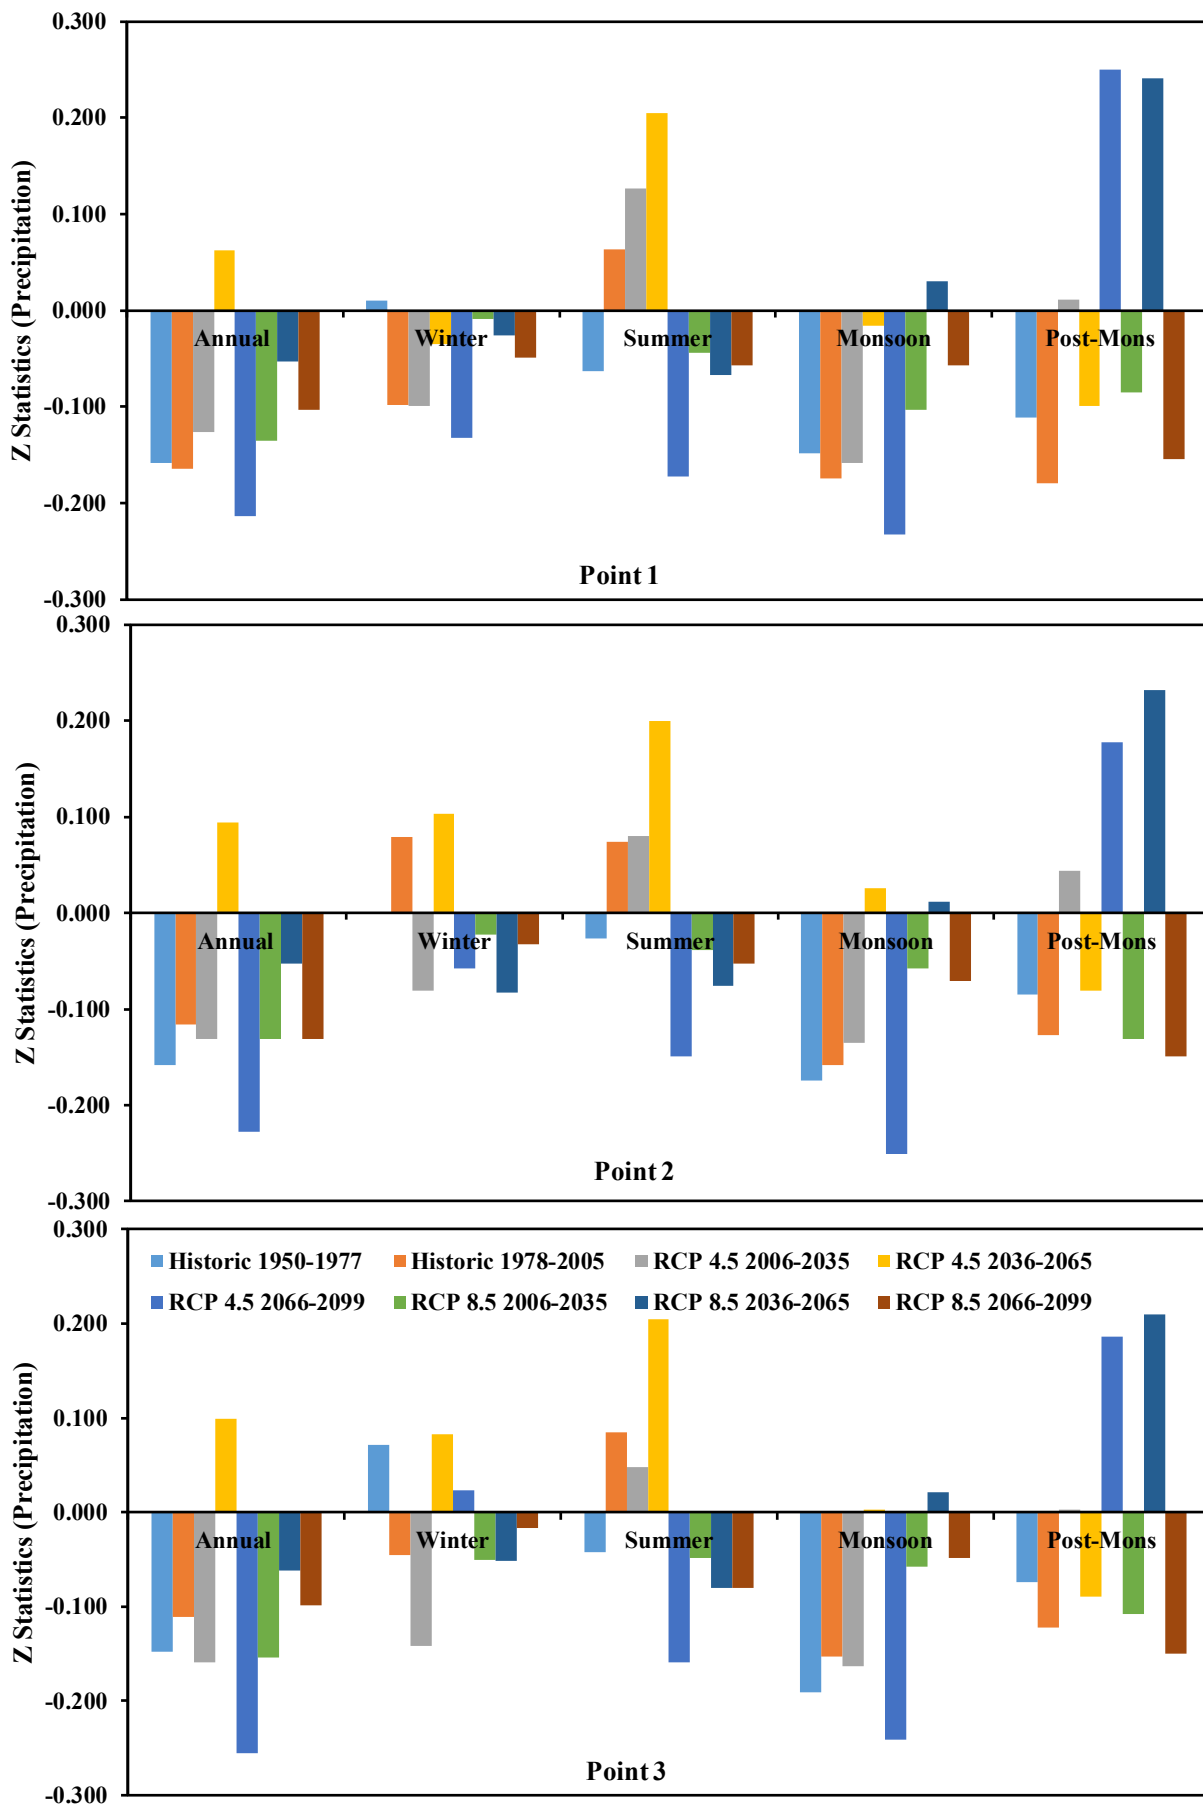 0.300
0.200
0.100
0.000
-0.100
-0.200
-0.300
Z Statistics (Precipitation)
Annual Winter Summer Monsoon Post-Mons
Point 1
0.300
0.200
0.100
0.000
-0.100
-0.200
-0.300
Z Statistics (Precipitation)
Annual Winter Summer Monsoon Post-Mons
Point 2
0.300
0.200
0.100
0.000
-0.100
-0.200
-0.300
Z Statistics (Precipitation)
Historic 1950-1977 Historic 1978-2005 RCP 4.5 2006-2035 RCP 4.5 2036-2065
RCP 4.5 2066-2099 RCP 8.5 2006-2035 RCP 8.5 2036-2065 RCP 8.5 2066-2099
Annual Winter Summer Monsoon Post-Mons
Point 3